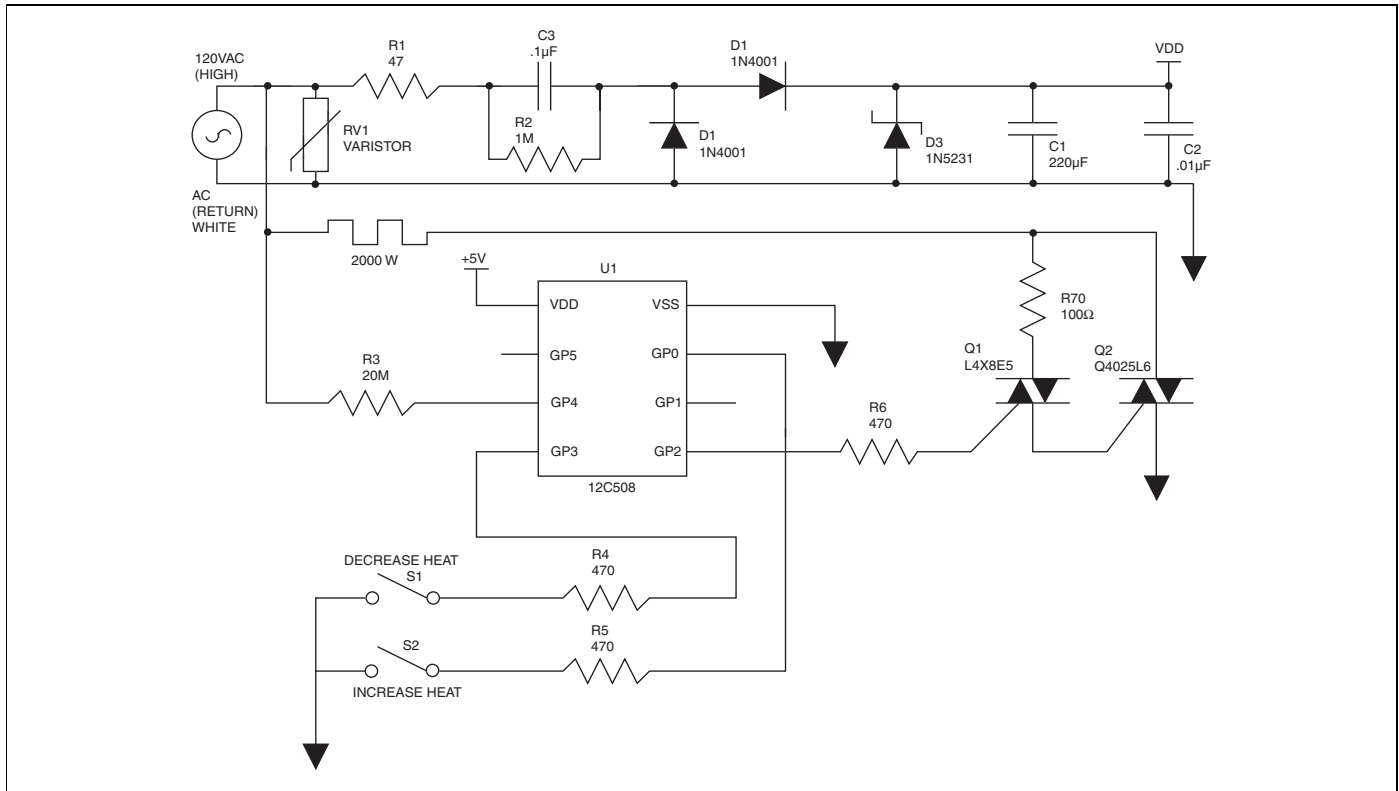 120VAC
(HIGH)
R1
47
C3
.1µF
D1
1N4001
VDD
RV1
VARISTOR
R2
1M
D1
1N4001
D3
1N5231
C1
220µF
C2
.01µF
AC
(RETURN)
WHITE
2000 W
+5V
U1
VDD
VSS
GP5
GP0
GP4
GP1
GP3
GP2
12C508
R3
20M
R70
100Ω
Q1
L4X8E5
Q2
Q4025L6
R6
470
DECREASE HEAT
S1
R4
470
S2
INCREASE HEAT
R5
470